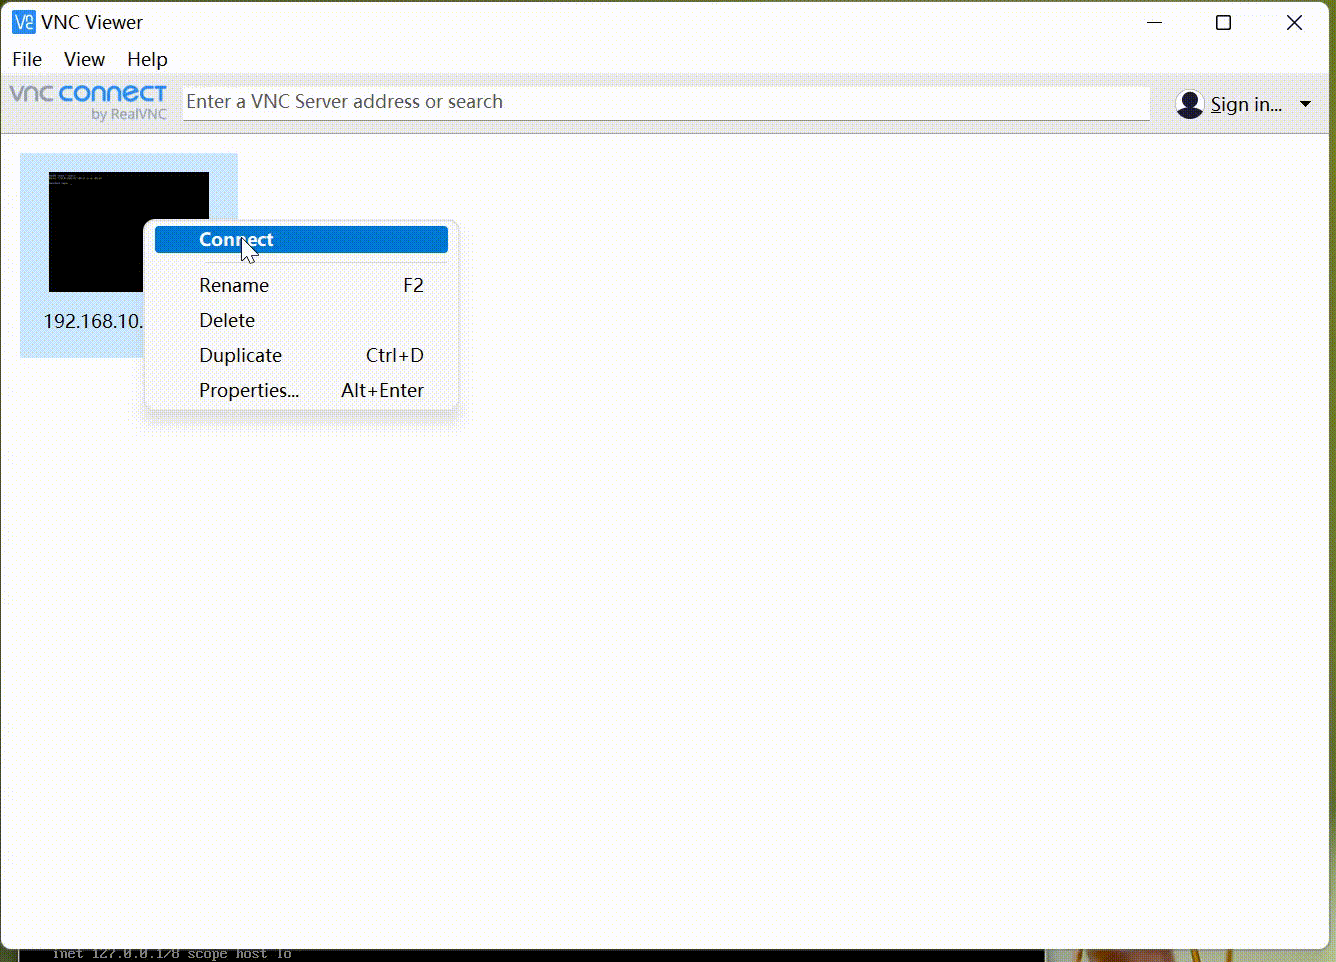 VNC Viewer
File View Help
vnc connect
by RealVNC
Enter a VNC Server address or search
Sign in...
Connect
192.168.10.
Rename F2
Delete
Duplicate Ctrl+D
Properties... Alt+Enter
inet 127.0.0.1/8 scope host lo